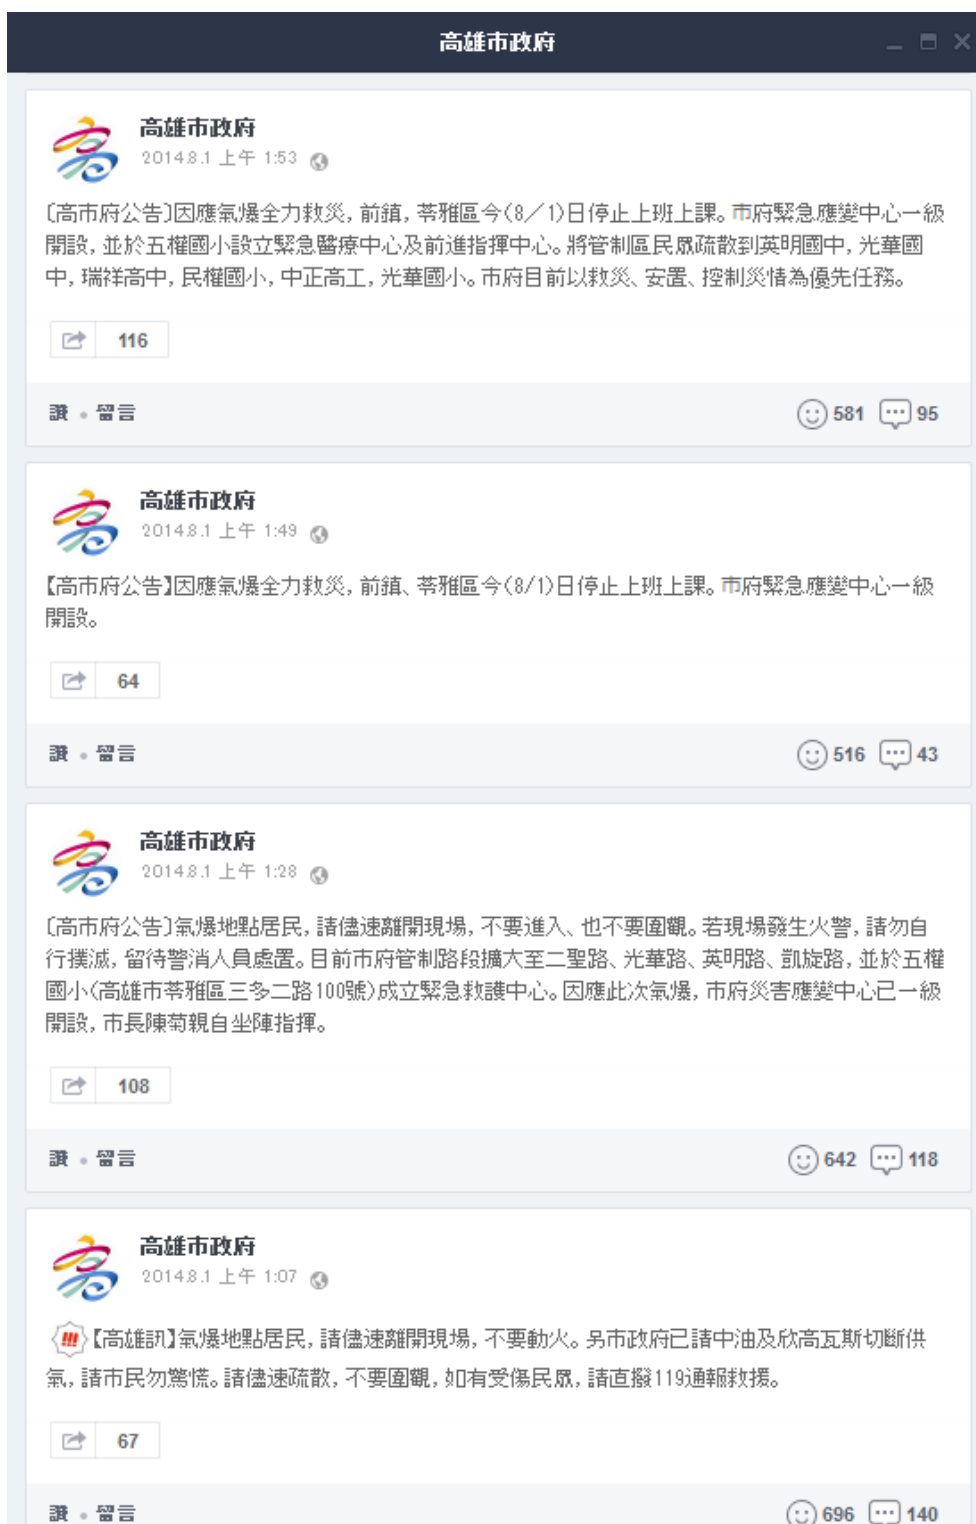 高雄市政府
高雄市政府
2014.8.1 上午 1:53
〔高市府公告〕因應氣爆全力救災，前鎮，苓雅區今（8／1）日停止上班上課。市府緊急應變中心一級
開設，並於五權國小設立緊急醫療中心及前進指揮中心。將管制區民眾疏散到英明國中，光華國
中，瑞祥高中，民權國小，中正高工，光華國小。市府目前以救災、安置、控制災情為優先任務。
116
讚 • 留言
581 95
高雄市政府
2014.8.1 上午 1:49
【高市府公告】因應氣爆全力救災，前鎮、苓雅區今(8/1)日停止上班上課。市府緊急應變中心一級
開設。
64
讚 • 留言
516 43
高雄市政府
2014.8.1 上午 1:28
〔高市府公告〕氣爆地點居民，請儘速離開現場，不要進入、也不要圍觀。若現場發生火警，請勿自
行撲滅，留待警消人員處置。目前市府管制路段擴大至二聖路、光華路、英明路、凱旋路，並於五權
國小（高雄市苓雅區三多二路100號）成立緊急救護中心。因應此次氣爆，市府災害應變中心已一級
開設，市長陳菊親自坐陣指揮。
108
讚 • 留言
642 118
高雄市政府
2014.8.1 上午 1:07
!!!【高雄訊】氣爆地點居民，請儘速離開現場，不要動火。另市政府已請中油及欣高瓦斯切斷供
氣，請市民勿驚慌。請儘速疏散，不要圍觀，如有受傷民眾，請直撥119通報救援。
67
讚 • 留言
696 140